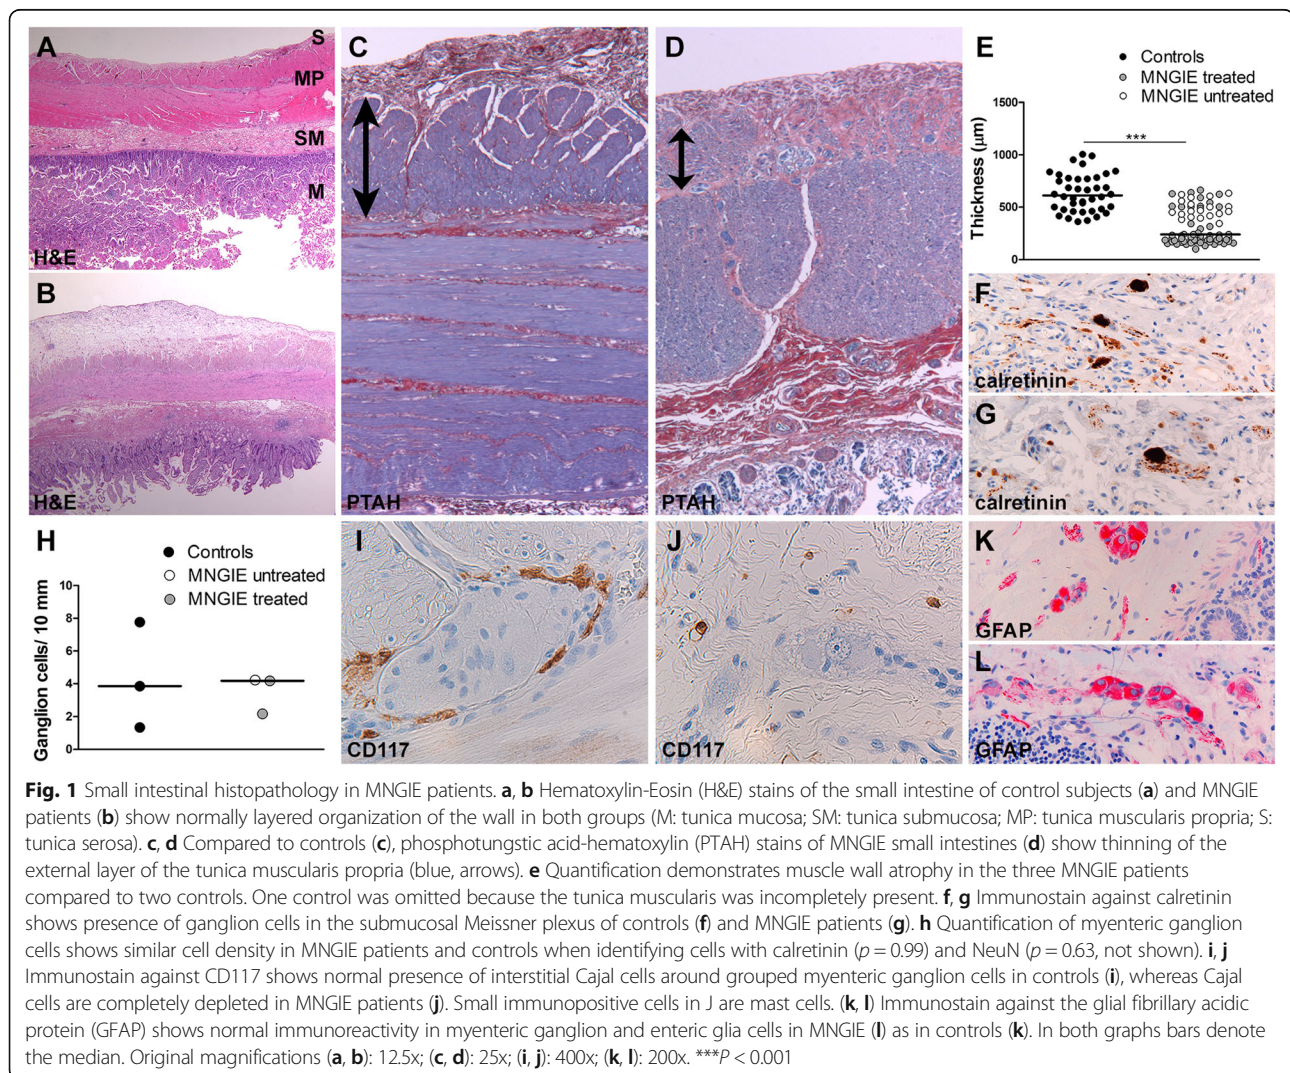 A
S
MP
SM
M
H&E
B
H&E
C
PTAH
D
PTAH
E
Controls
MNGIE treated
MNGIE untreated
Thickness (µm)
1500
1000
500
0
***
F
calretinin
G
calretinin
H
Controls
MNGIE untreated
MNGIE treated
Ganglion cells/ 10 mm
10
8
6
4
2
0
I
CD117
J
CD117
K
GFAP
L
GFAP
Fig. 1 Small intestinal histopathology in MNGIE patients. a, b Hematoxylin-Eosin (H&E) stains of the small intestine of control subjects (a) and MNGIE
patients (b) show normally layered organization of the wall in both groups (M: tunica mucosa; SM: tunica submucosa; MP: tunica muscularis propria; S:
tunica serosa). c, d Compared to controls (c), phosphotungstic acid-hematoxylin (PTAH) stains of MNGIE small intestines (d) show thinning of the
external layer of the tunica muscularis propria (blue, arrows). e Quantification demonstrates muscle wall atrophy in the three MNGIE patients
compared to two controls. One control was omitted because the tunica muscularis was incompletely present. f, g Immunostain against calretinin
shows presence of ganglion cells in the submucosal Meissner plexus of controls (f) and MNGIE patients (g). h Quantification of myenteric ganglion
cells shows similar cell density in MNGIE patients and controls when identifying cells with calretinin (p = 0.99) and NeuN (p = 0.63, not shown). i, j
Immunostain against CD117 shows normal presence of interstitial Cajal cells around grouped myenteric ganglion cells in controls (i), whereas Cajal
cells are completely depleted in MNGIE patients (j). Small immunopositive cells in J are mast cells. (k, l) Immunostain against the glial fibrillary acidic
protein (GFAP) shows normal immunoreactivity in myenteric ganglion and enteric glia cells in MNGIE (l) as in controls (k). In both graphs bars denote
the median. Original magnifications (a, b): 12.5x; (c, d): 25x; (i, j): 400x; (k, l): 200x. ***P < 0.001